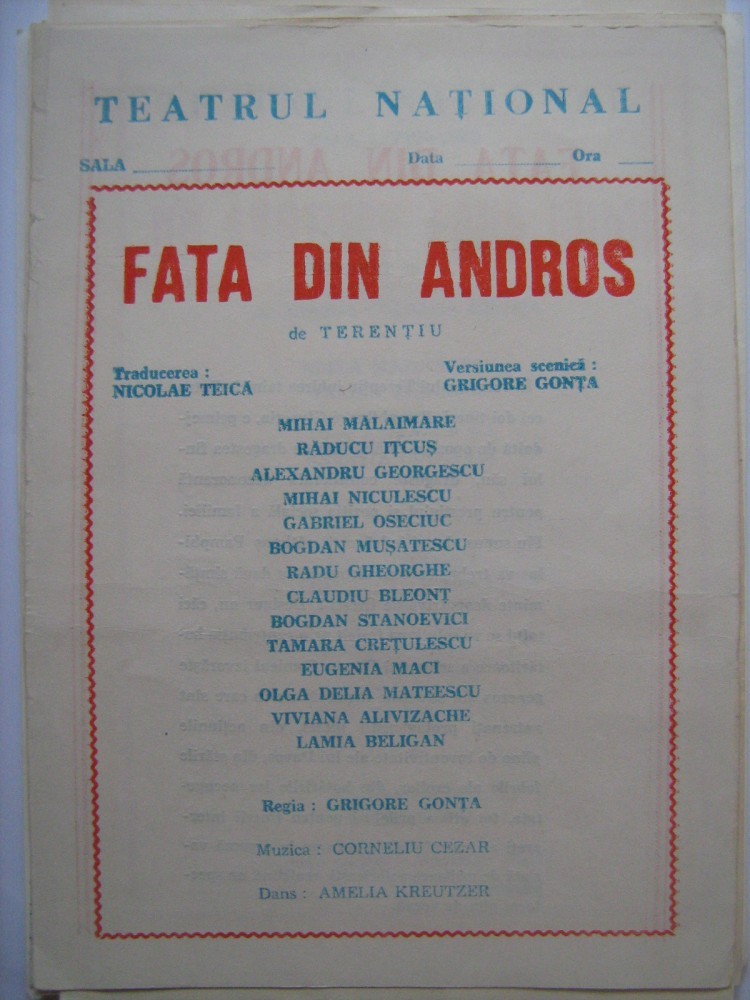 TEATRUL NAȚIONAL
SALA Data Ora
FATA DIN ANDROS
de TERENȚIU
Traducerea : Versiunea scenică :
NICOLAE TEICĂ GRIGORE GONȚA
MIHAI MĂLAIMARE
RĂDUCU IȚCUȘ
ALEXANDRU GEORGESCU
MIHAI NICULESCU
GABRIEL OSECIUC
BOGDAN MUȘATESCU
RADU GHEORGHE
CLAUDIU BLEONȚ
BOGDAN STANOEVICI
TAMARA CREȚULESCU
EUGENIA MACI
OLGA DELIA MATEESCU
VIVIANA ALIVIZACHE
LAMIA BELIGAN
Regia : GRIGORE GONȚA
Muzica : CORNELIU CEZAR
Dans : AMELIA KREUTZER